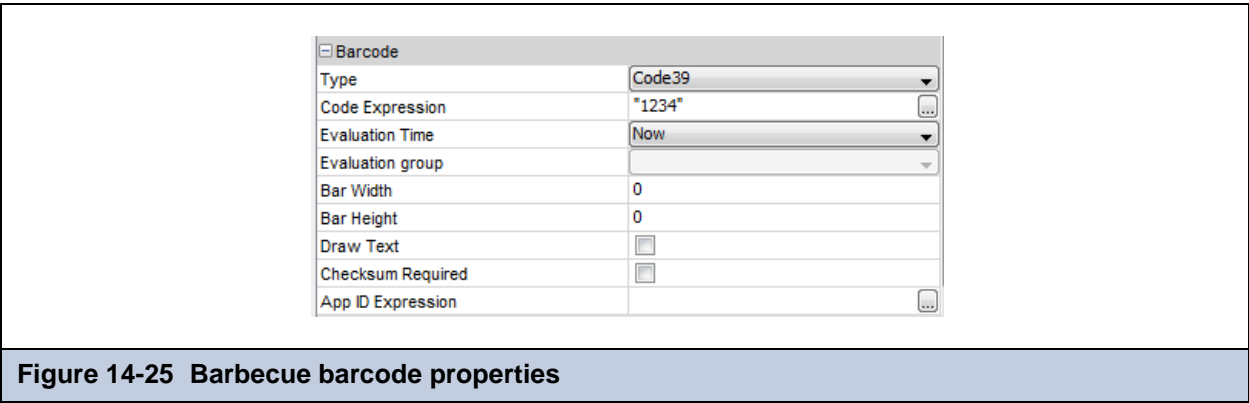 Barcode
Type Code39
Code Expression "1234" ...
Evaluation Time Now
Evaluation group
Bar Width 0
Bar Height 0
Draw Text
Checksum Required
App ID Expression ...
Figure 14-25 Barbecue barcode properties